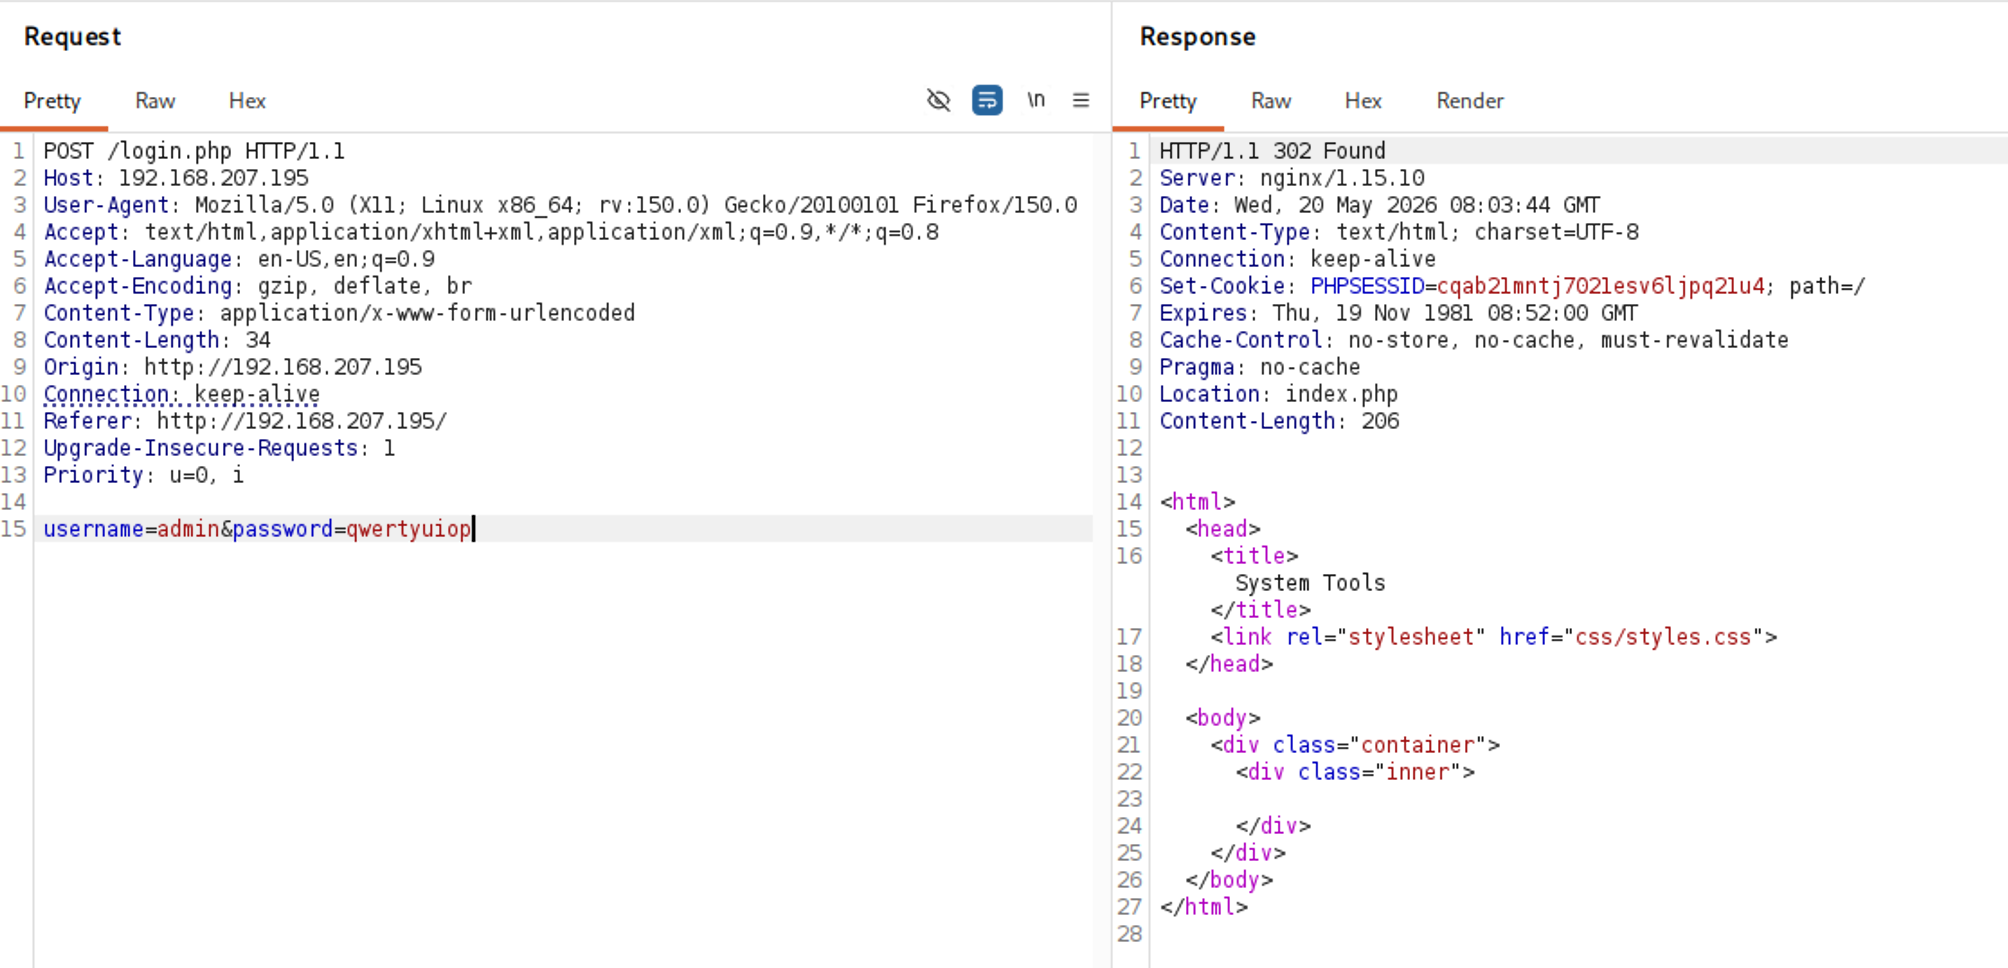 Request
Pretty Raw Hex
\n
1 POST /login.php HTTP/1.1
2 Host: 192.168.207.195
3 User-Agent: Mozilla/5.0 (X11; Linux x86_64; rv:150.0) Gecko/20100101 Firefox/150.0
4 Accept: text/html,application/xhtml+xml,application/xml;q=0.9,*/*;q=0.8
5 Accept-Language: en-US,en;q=0.9
6 Accept-Encoding: gzip, deflate, br
7 Content-Type: application/x-www-form-urlencoded
8 Content-Length: 34
9 Origin: http://192.168.207.195
10 Connection: keep-alive
11 Referer: http://192.168.207.195/
12 Upgrade-Insecure-Requests: 1
13 Priority: u=0, i
14
15 username=admin&password=qwertyuiop
Response
Pretty Raw Hex Render
1 HTTP/1.1 302 Found
2 Server: nginx/1.15.10
3 Date: Wed, 20 May 2026 08:03:44 GMT
4 Content-Type: text/html; charset=UTF-8
5 Connection: keep-alive
6 Set-Cookie: PHPSESSID=cqab21mntj7021esv6ljpq21u4; path=/
7 Expires: Thu, 19 Nov 1981 08:52:00 GMT
8 Cache-Control: no-store, no-cache, must-revalidate
9 Pragma: no-cache
10 Location: index.php
11 Content-Length: 206
12
13
14 <html>
15 <head>
16 <title>
System Tools
</title>
17 <link rel="stylesheet" href="css/styles.css">
18 </head>
19
20 <body>
21 <div class="container">
22 <div class="inner">
23
24 </div>
25 </div>
26 </body>
27 </html>
28